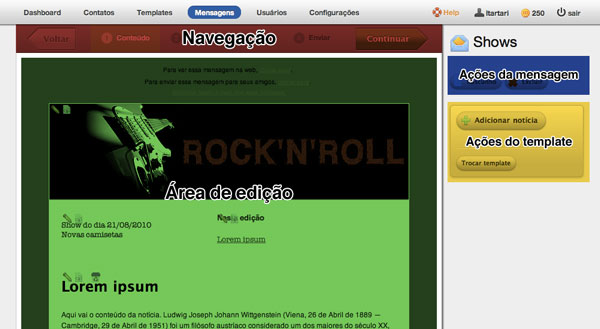 Dashboard Contatos Templates Mensagens Usuários Configurações Help ltartari 250 sair
Voltar Conteúdo Navegação Enviar Continuar
Shows
Para ver essa mensagem na web,
Para enviar essa mensagem para seus amigos,
Ações da mensagem
Adicionar notícia
ROCK'N'ROLL
Ações do template
Trocar template
Área de edição
Show do dia 21/08/2010
Novas camisetas
Nesta edição
Lorem ipsum
Lorem ipsum
Aqui vai o conteúdo da notícia. Ludwig Joseph Johann Wittgenstein (Viena, 26 de Abril de 1889 —
Cambridge, 29 de Abril de 1951) foi um filósofo austríaco considerado um dos maiores do século XX,